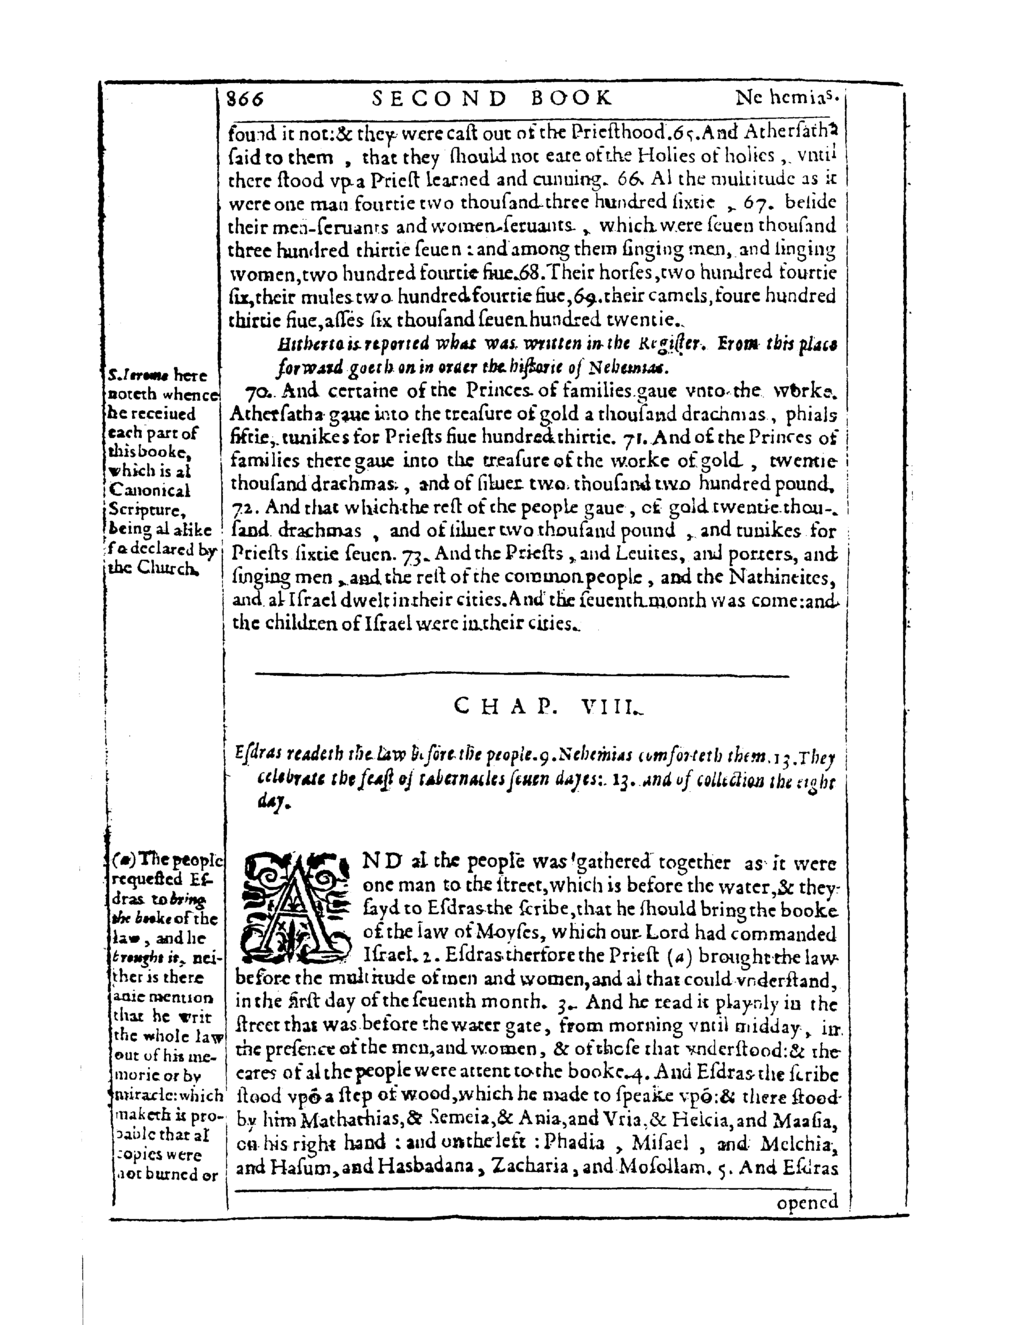 866 SECOND BOOK Nehemias.
found it not:& they were caſt out of the Prieſthood.65.And Atherſatha
ſaid to them , that they ſhould not eate of the Holies of holies , vntil
there ſtood vp a Prieſt learned and cunning. 66. Al the multitude as it
were one man fourtie two thouſand three hundred ſixtie , 67. beſide
their men-ſeruants and women-ſeruants , which were ſeuen thouſand
three hundred thirtie ſeuen : and among them ſinging men, and ſinging
women,two hundred fourtie fiue.68.Their horſes,two hundred fourtie
ſix,their mules two hundred fourtie fiue,69.their camels,foure hundred
thirtie fiue,aſſes ſix thouſand ſeuen hundred twentie.
Hitherto is reported what was written in the Regiſter. From this place
forward goeth on in order the hiſtorie of Nehemias.
70. And certaine of the Princes of families gaue vnto the worke.
Atherſatha gaue into the treaſure of gold a thouſand drachmas , phials
fiftie, tunikes for Prieſts fiue hundred thirtie. 71. And of the Princes of
families there gaue into the treaſure of the worke of gold , twentie
thouſand drachmas , and of ſiluer two thouſand two hundred pound,
72. And that which the reſt of the people gaue , of gold twentie thou-
ſand drachmas , and of ſiluer two thouſand pound , and tunikes for
Prieſts ſixtie ſeuen. 73. And the Prieſts , and Leuites, and porters, and
ſinging men , and the reſt of the common people , and the Nathineites,
and al Iſrael dwelt in their cities.And the ſeuenth month was come:and
the children of Iſrael were in their cities.
S.Ierome here
noteth whence
he receiued
each part of
this booke,
which is al
Canonical
Scripture,
being al alike
ſo declared by
the Church.
CHAP. VIII.
Eſdras readeth the law before the people.9.Nehemias comforteth them.13.They
celebrate the feaſt of tabernacles ſeuen dayes: 13. and of collection the eight
day.
AND al the people was gathered together as it were
one man to the ſtreet,which is before the water,& they
ſayd to Eſdras the ſcribe,that he ſhould bring the booke
of the law of Moyſes, which our Lord had commanded
Iſrael. 2. Eſdras therfore the Prieſt (a) brought the law
before the multitude of men and women,and al that could vnderſtand,
in the firſt day of the ſeuenth month. 3. And he read it playnly in the
ſtreet that was before the water gate, from morning vntil midday , in
the preſence of the men,and women , & of theſe that vnderſtood:& the
eares of al the people were attent to the booke.4. And Eſdras the ſcribe
ſtood vpõ a ſtep of wood,which he made to ſpeake vpõ:& there ſtood
by him Mathathias,& Semeia,& Ania,and Vria,& Helcia,and Maaſia,
on his right hand : and on the left : Phadia , Miſael , and Melchia,
and Haſum,and Hasbadana , Zacharia , and Moſollam. 5. And Eſdras
(a) The people
requeſted Eſ-
dras to bring
the booke of the
law , and he
brought it, nei-
ther is there
anie mention
that he writ
the whole law
out of his me-
morie or by
miracle:which
maketh it pro-
bable that al
copies were
not burned or
opened